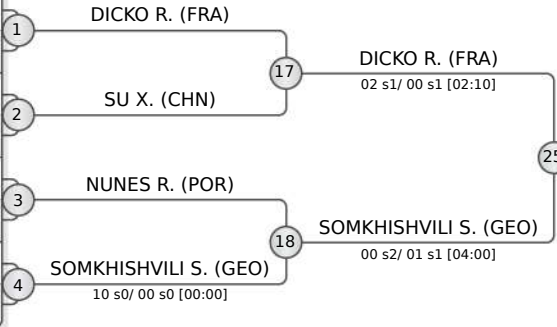 DICKO R. (FRA)
1
17
DICKO R. (FRA)
02 s1/ 00 s1 [02:10]
SU X. (CHN)
2
25
NUNES R. (POR)
3
18
SOMKHISHVILI S. (GEO)
00 s2/ 01 s1 [04:00]
SOMKHISHVILI S. (GEO)
4
10 s0/ 00 s0 [00:00]